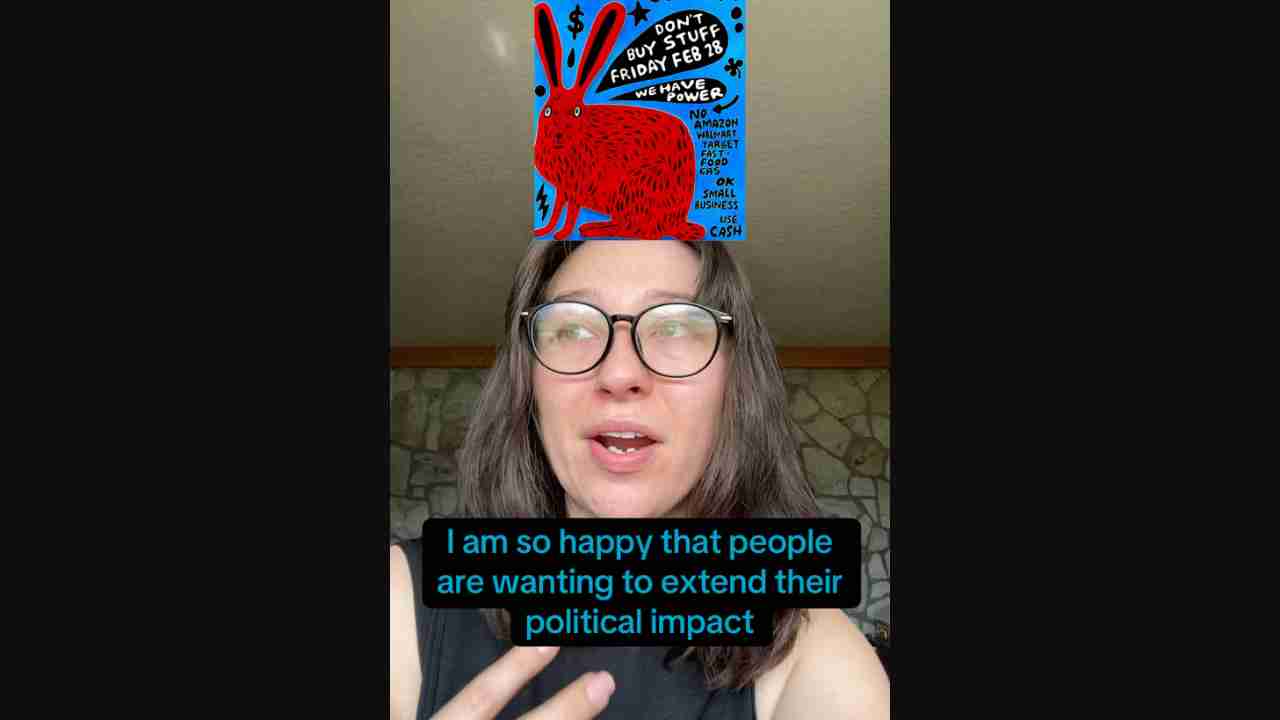 $
DON'T
BUY STUFF
FRIDAY FEB 28
WE HAVE
POWER
NO
AMAZON
WALMART
TARGET
FAST-
FOOD
GAS
OK
SMALL
BUSINESS
USE
CASH
I am so happy that people
are wanting to extend their
political impact